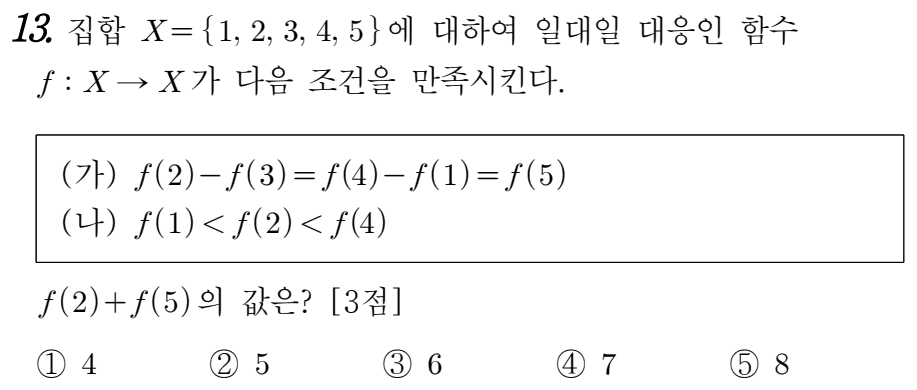 13. 집합 X={1, 2, 3, 4, 5}에 대하여 일대일 대응인 함수
f : X → X가 다음 조건을 만족시킨다.
(가) f(2)-f(3)=f(4)-f(1)=f(5)
(나) f(1)<f(2)<f(4)
f(2)+f(5)의 값은? [3점]
① 4 ② 5 ③ 6 ④ 7 ⑤ 8